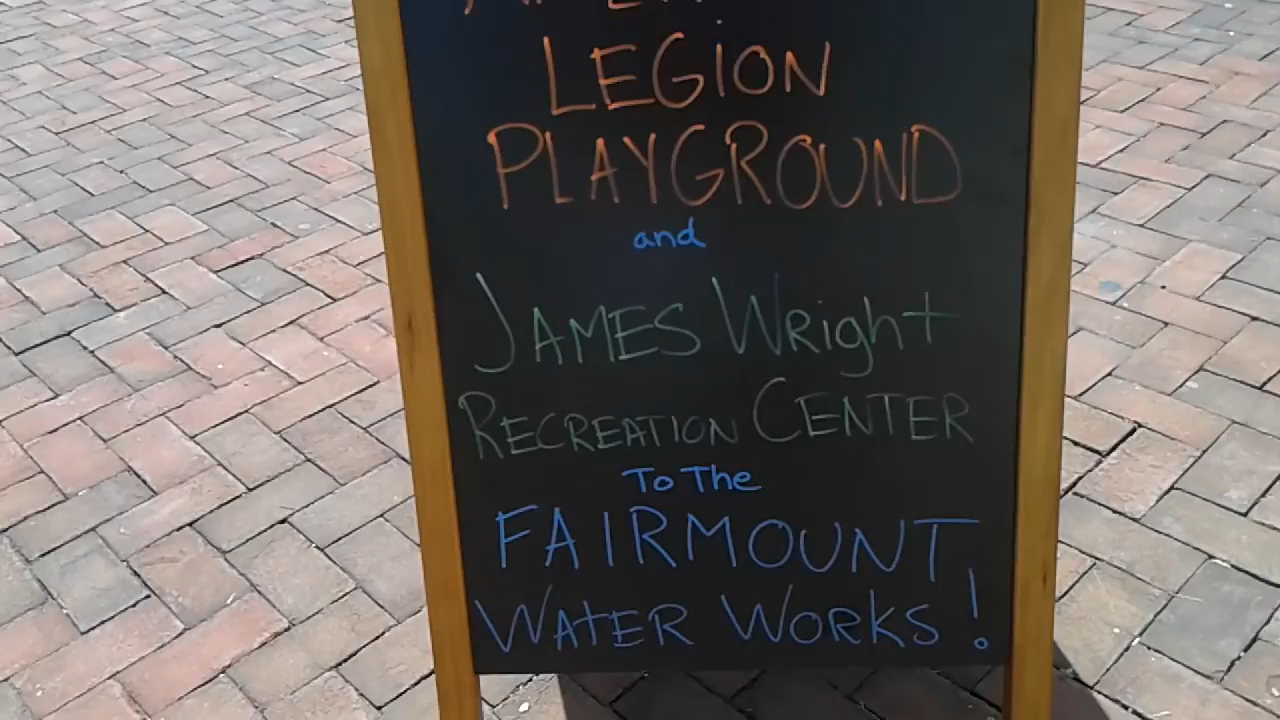 LEGION
PLAYGROUND
and
JAMES Wright
RECREATION CENTER
To The
FAIRMOUNT
WATER WORKS!